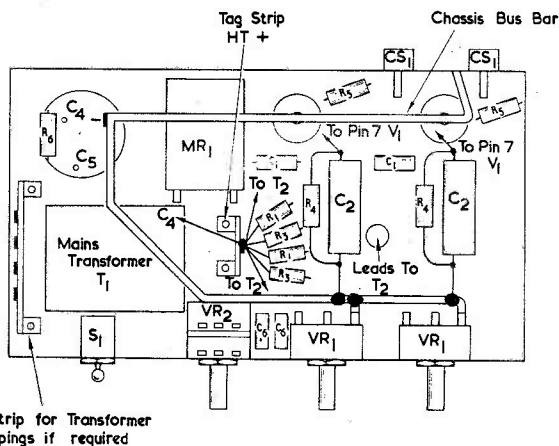 Tag Strip
HT +
Chassis Bus Bar
CS1
CS1
R5
R5
C4
R6
C5
MR1
To Pin 7 V1
To Pin 7
V1
C1
To T2
C4
R1
R3
R1
R3
R4
C2
R4
C2
Mains
Transformer
T1
To T2
Leads To
T2
S1
VR2
C6
C6
VR1
VR1
trip for Transformer
pings if required